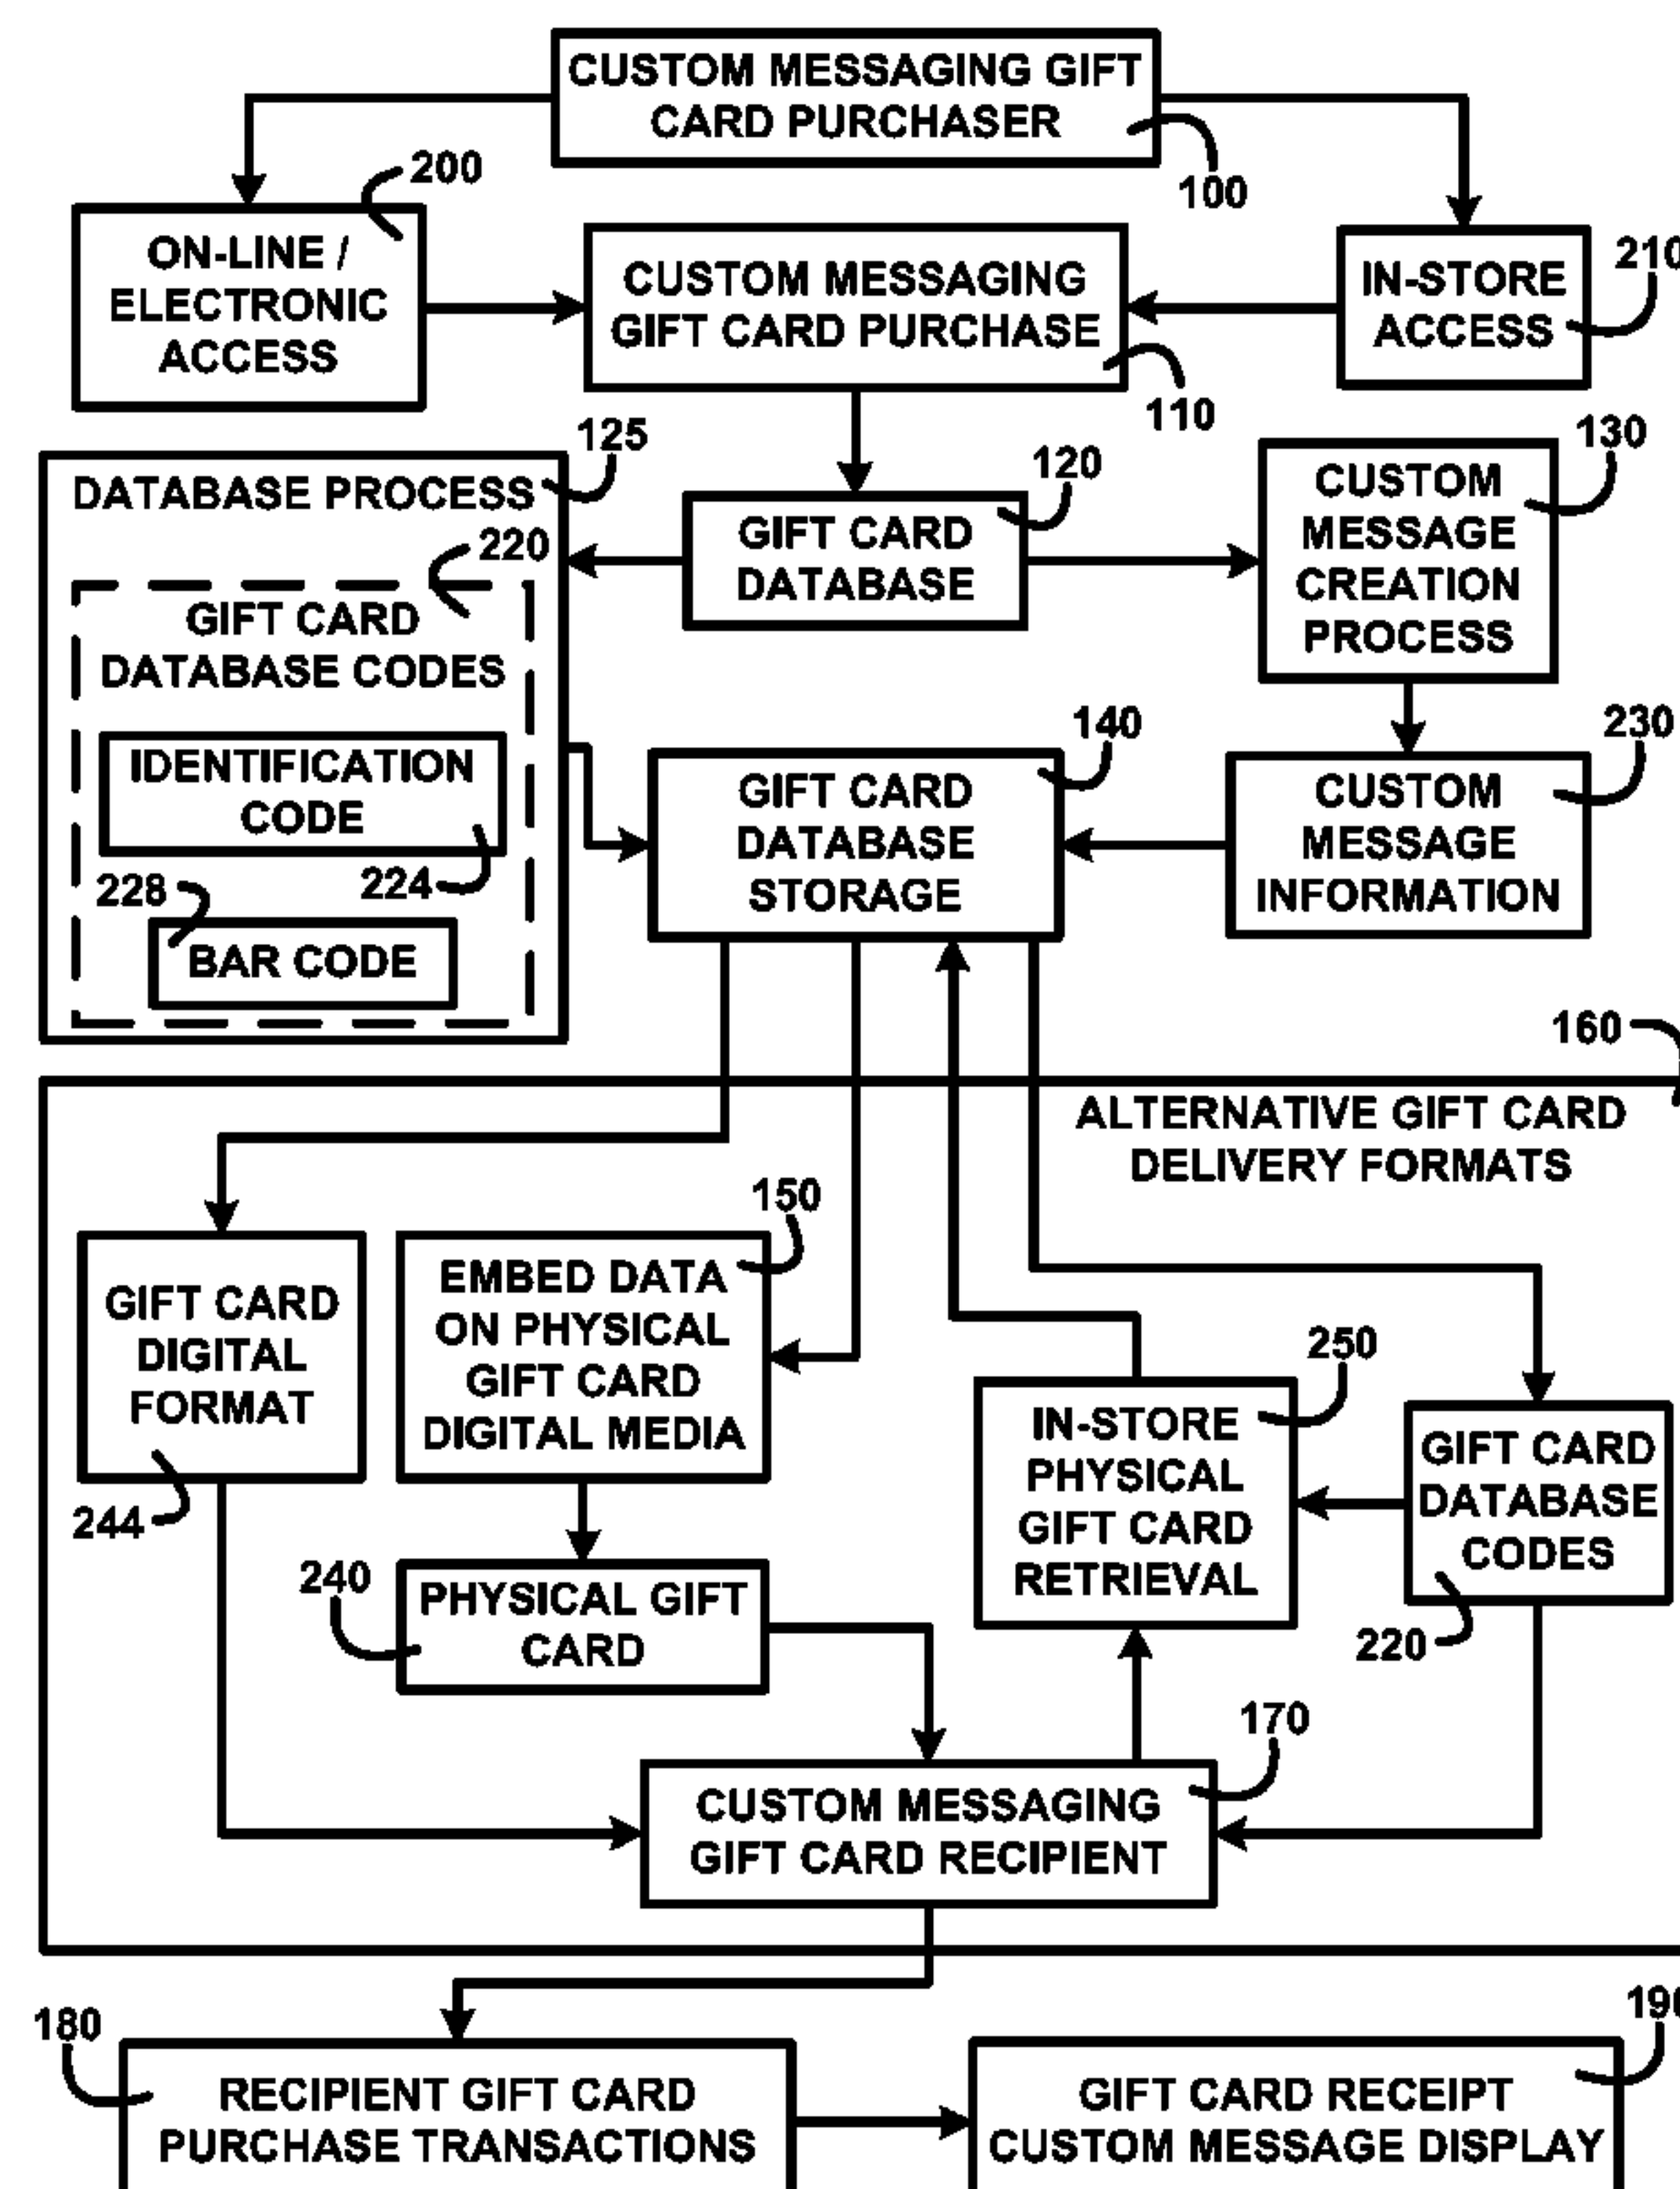 CUSTOM MESSAGING GIFT
CARD PURCHASER
100
200
ON-LINE /
ELECTRONIC
ACCESS
CUSTOM MESSAGING
GIFT CARD PURCHASE
110
IN-STORE
ACCESS
210
125
DATABASE PROCESS
220
GIFT CARD
DATABASE CODES
IDENTIFICATION
CODE
224
228
BAR CODE
120
GIFT CARD
DATABASE
130
CUSTOM
MESSAGE
CREATION
PROCESS
140
GIFT CARD
DATABASE
STORAGE
230
CUSTOM
MESSAGE
INFORMATION
160
ALTERNATIVE GIFT CARD
DELIVERY FORMATS
GIFT CARD
DIGITAL
FORMAT
244
150
EMBED DATA
ON PHYSICAL
GIFT CARD
DIGITAL MEDIA
240
PHYSICAL GIFT
CARD
250
IN-STORE
PHYSICAL
GIFT CARD
RETRIEVAL
GIFT CARD
DATABASE
CODES
220
170
CUSTOM MESSAGING
GIFT CARD RECIPIENT
180
RECIPIENT GIFT CARD
PURCHASE TRANSACTIONS
190
GIFT CARD RECEIPT
CUSTOM MESSAGE DISPLAY